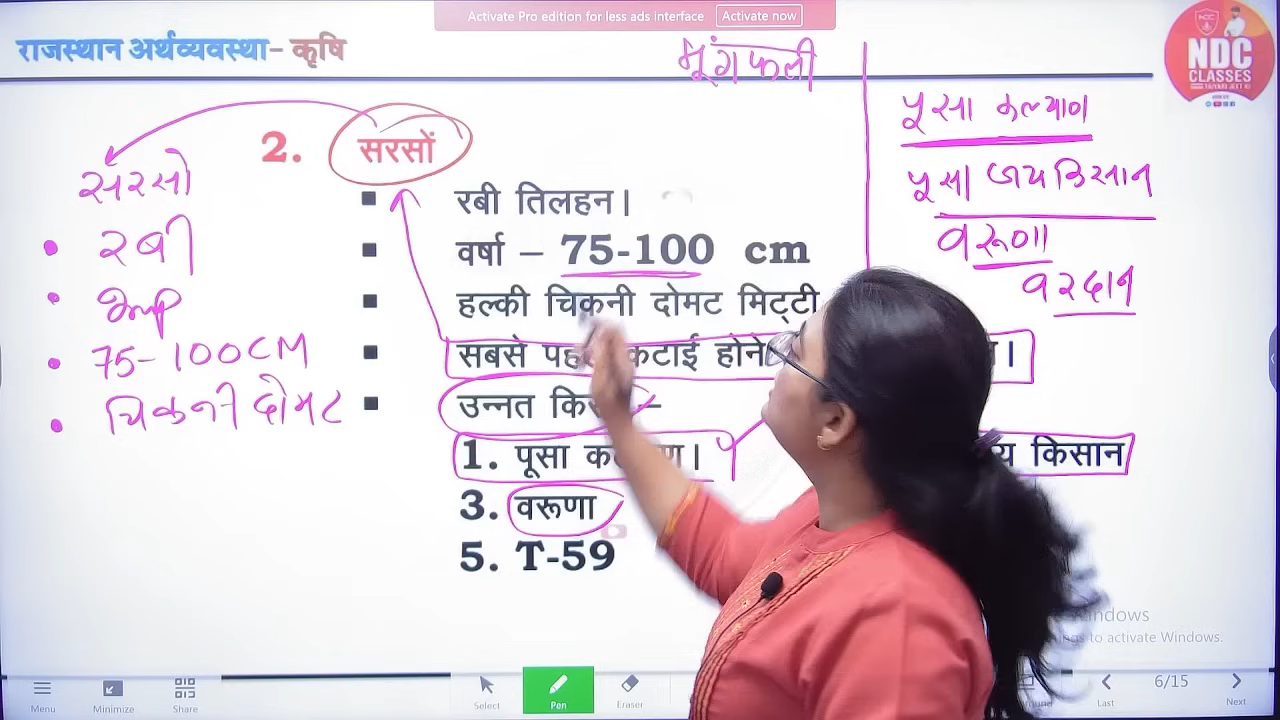 Activate Pro edition for less ads interface Activate now
राजस्थान अर्थव्यवस्था- कृषि
NDC
CLASSES
मूंगफली
पूसा कल्याण
पूसा जयकिसान
वरूणा
वरदान
2. सरसों
रबी तिलहन।
वर्षा – 75-100 cm
हल्की चिकनी दोमट मिट्टी
सबसे कटाई होने
उन्नत
1. पूसा
किसान
3. वरूणा
5. T-59
सरसो
रबी
75-100CM
चिकनी दोमट
to activate Windows.
Menu
Minimize
Share
Select
Pen
Eraser
Last
6/15
Next